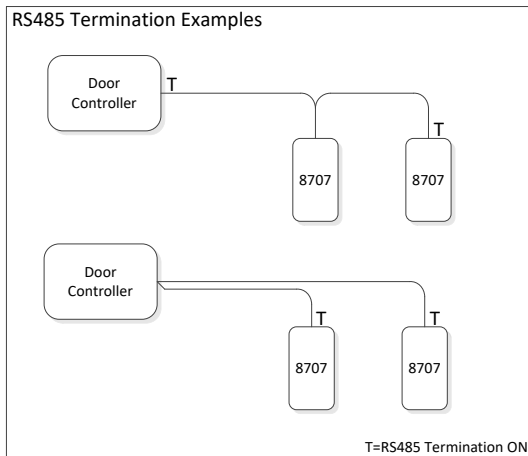 RS485 Termination Examples
Door
Controller
T
T
8707
8707
Door
Controller
T
T
8707
8707
T=RS485 Termination ON